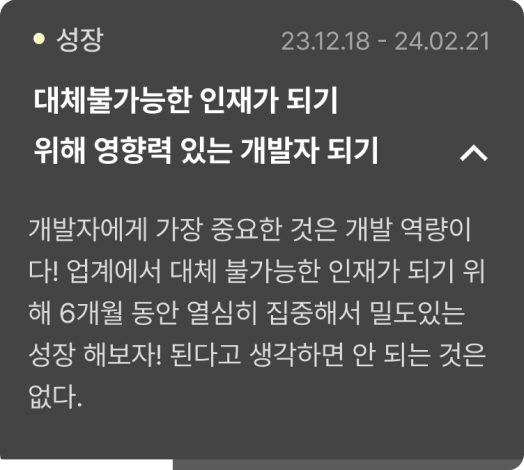 성장
23.12.18 - 24.02.21
대체불가능한 인재가 되기
위해 영향력 있는 개발자 되기
개발자에게 가장 중요한 것은 개발 역량이
다! 업계에서 대체 불가능한 인재가 되기 위
해 6개월 동안 열심히 집중해서 밀도있는
성장 해보자! 된다고 생각하면 안 되는 것은
없다.